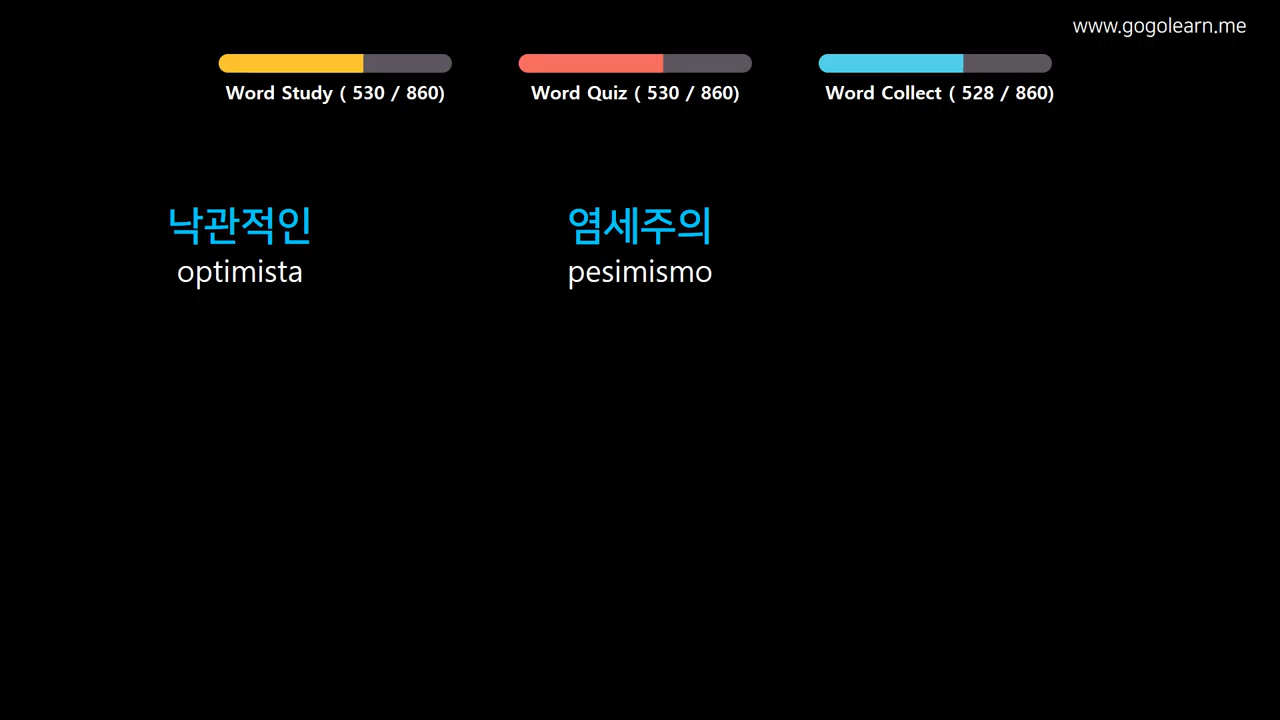 www.gogolearn.me
Word Study ( 530 / 860)
Word Quiz ( 530 / 860)
Word Collect ( 528 / 860)
낙관적인
optimista
염세주의
pesimismo